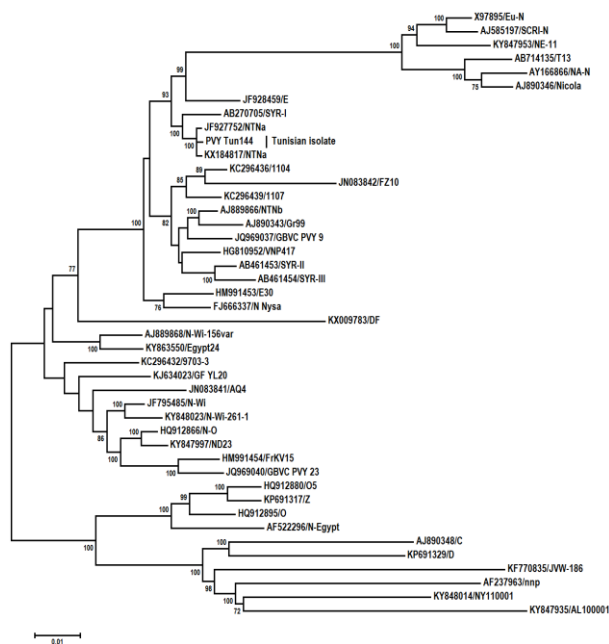 X97895/Eu-N
94
AJ585197/SCRI-N
100
KY847953/NE-11
AB714135/T13
100
AY166866/NA-N
75
AJ890346/Nicola
99
JF928459/E
93
AB270705/SYR-I
JF927752/NTNa
100
PVY Tun144 Tunisian isolate
KX184817/NTNa
KC296436/1104
89
JN083842/FZ10
85
KC296439/1107
100
82
AJ889866/NTNb
100
AJ890343/Gr99
JQ969037/GBVC PVY 9
HG810952/VNP417
AB461453/SYR-II
100
AB461454/SYR-III
77
HM991453/E30
76
FJ666337/N Nysa
KX009783/DF
AJ889868/N-Wi-156var
100
KY863550/Egypt24
KC296432/9703-3
KJ634023/GF YL20
JN083841/AQ4
JF795485/N-Wi
100
KY848023/N-Wi-261-1
86
HQ912866/N-O
100
KY847997/ND23
100
HM991454/FrKV15
100
JQ969040/GBVC PVY 23
HQ912880/O5
100
KP691317/Z
99
HQ912895/O
100
AF522296/N-Egypt
100
AJ890348/C
100
KP691329/D
100
KF770835/JVW-186
98
AF237963/nnp
100
KY848014/NY110001
72
KY847935/AL100001
0.01